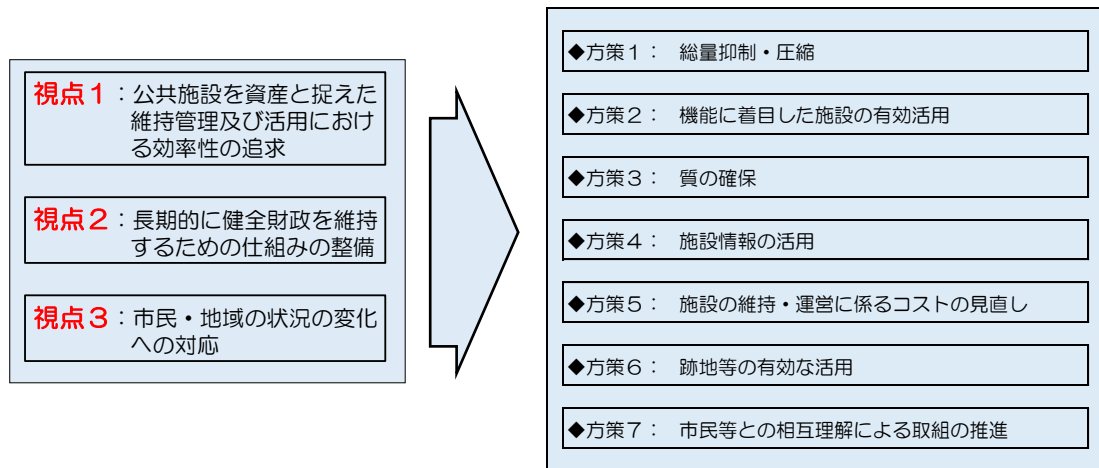 視点１：公共施設を資産と捉えた
維持管理及び活用におけ
る効率性の追求
視点２：長期的に健全財政を維持
するための仕組みの整備
視点３：市民・地域の状況の変化
への対応
◆方策１：　総量抑制・圧縮
◆方策２：　機能に着目した施設の有効活用
◆方策３：　質の確保
◆方策４：　施設情報の活用
◆方策５：　施設の維持・運営に係るコストの見直し
◆方策６：　跡地等の有効な活用
◆方策７：　市民等との相互理解による取組の推進